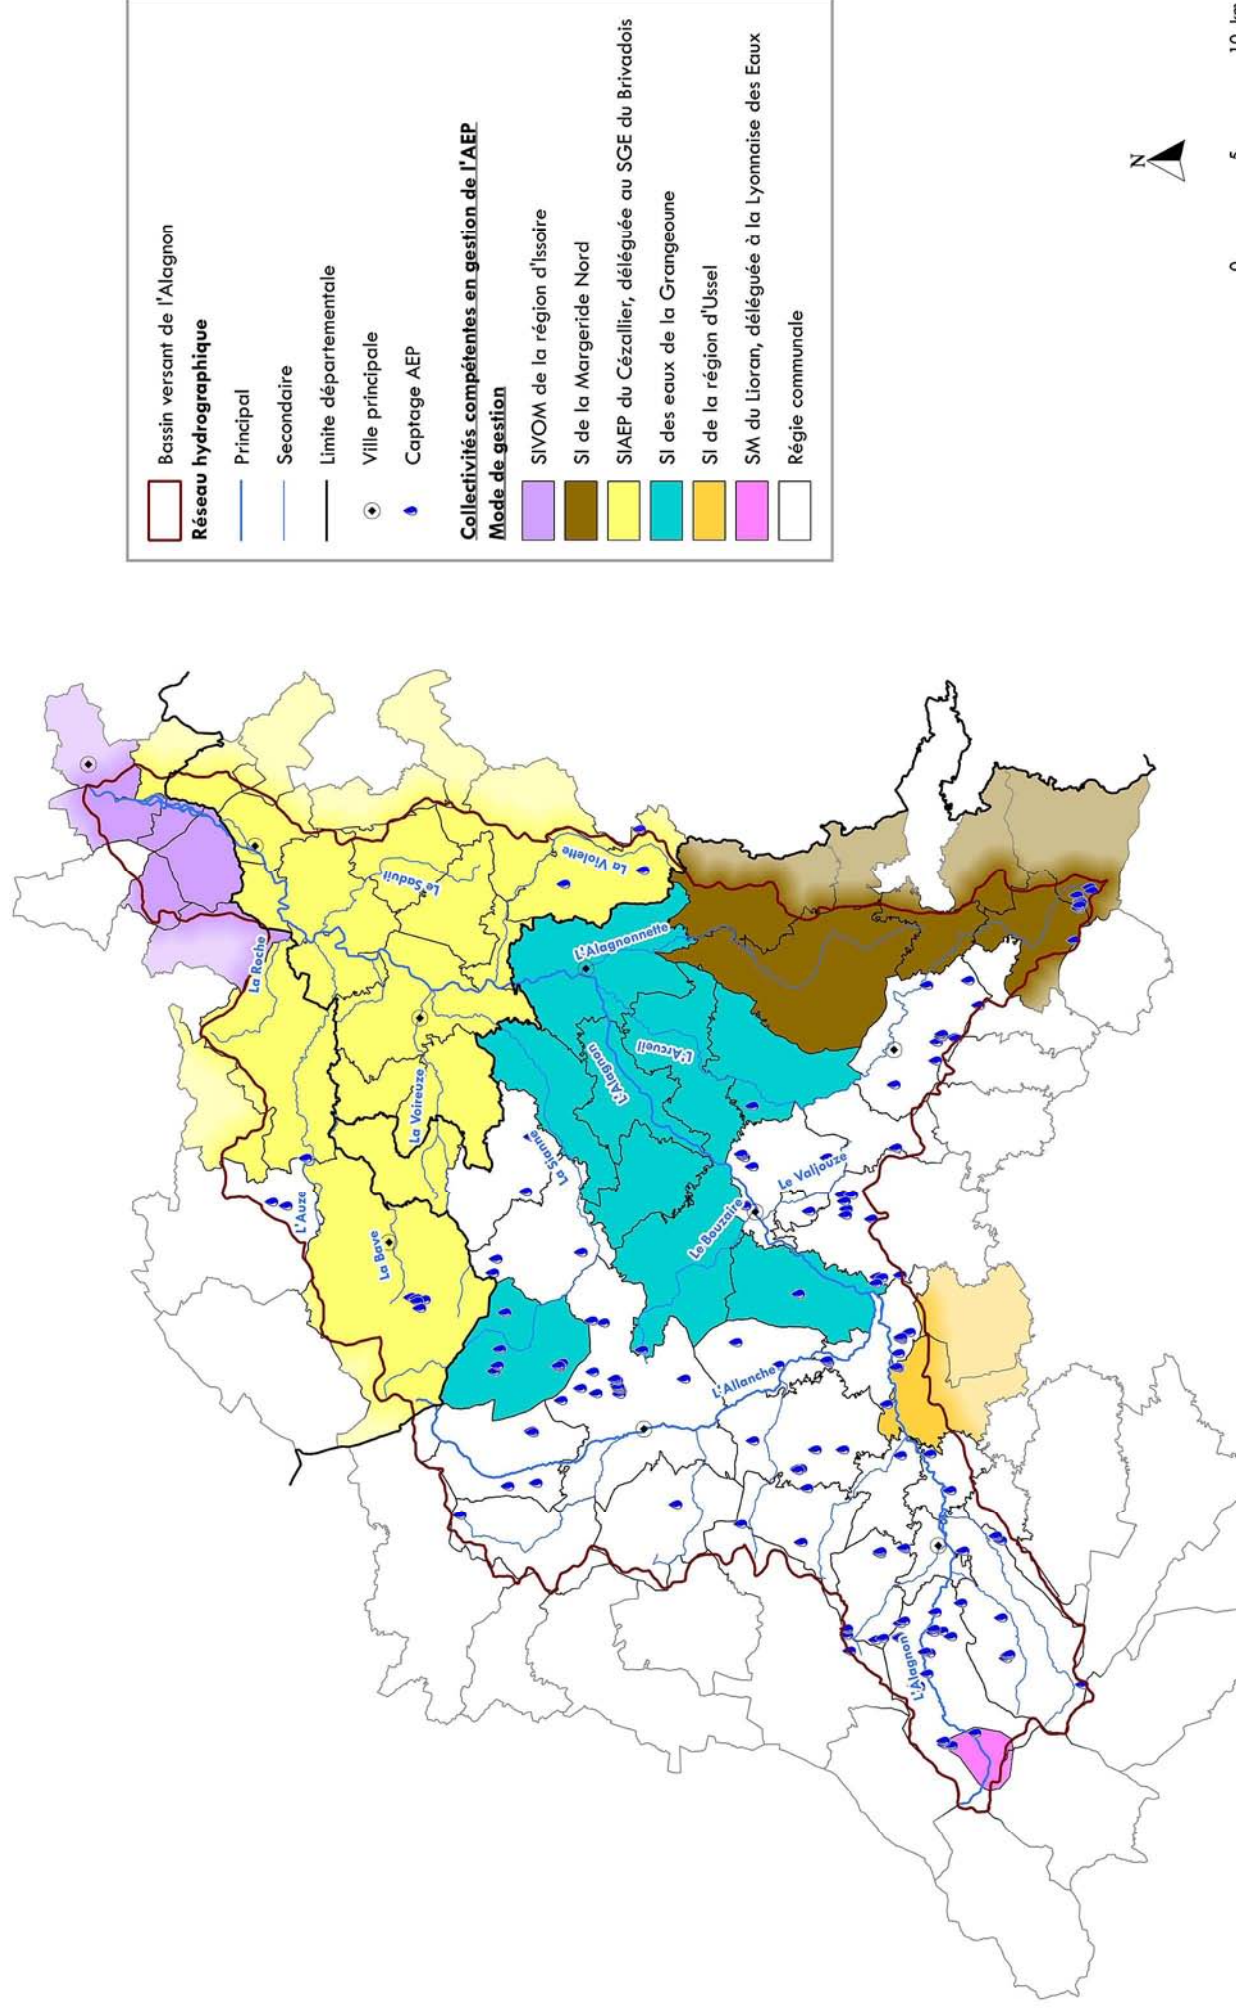 Bassin versant de l'Alagnon
Réseau hydrographique
Principal
Secondaire
Limite départementale
Ville principale
Captage AEP
Collectivités compétentes en gestion de l'AEP
Mode de gestion
SIVOM de la région d'Issoire
SI de la Margeride Nord
SIAEP du Cézallier, déléguée au SGE du Brivadois
SI des eaux de la Grangeoune
SI de la région d'Ussel
SM du Lioran, déléguée à la Lyonnaise des Eaux
Régie communale
N
0 5 10 km
La Roche
Le Saduit
La Violette
L'Auze
La Bave
La Voireuze
La Sianne
L'Alagnonnette
L'Alagnon
L'Arcueil
Le Bouzaire
Le Valjouze
L'Allanche
L'Alagnon